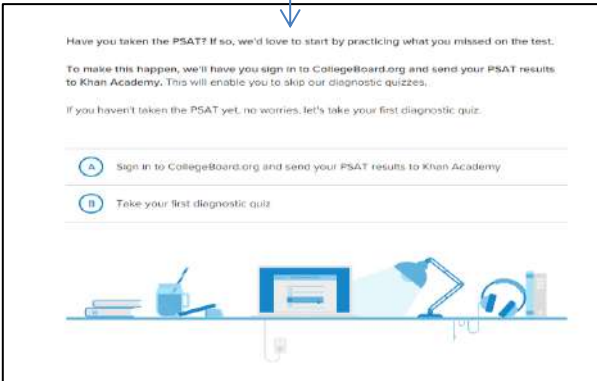 Have you taken the PSAT? If so, we'd love to start by practicing what you missed on the test.
To make this happen, we'll have you sign in to CollegeBoard.org and send your PSAT results
to Khan Academy. This will enable you to skip our diagnostic quizzes.
If you haven't taken the PSAT yet, no worries, let's take your first diagnostic quiz.
A Sign in to CollegeBoard.org and send your PSAT results to Khan Academy
B Take your first diagnostic quiz